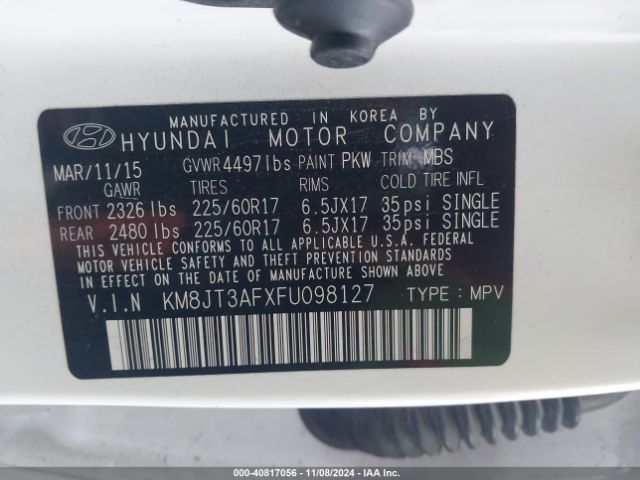 MANUFACTURED IN KOREA BY
HYUNDAI MOTOR COMPANY
MAR/11/15 GVWR 4497lbs PAINT PKW TRIM MBS
GAWR TIRES RIMS COLD TIRE INFL
FRONT 2326 lbs 225/60R17 6.5JX17 35psi SINGLE
REAR 2480 lbs 225/60R17 6.5JX17 35psi SINGLE
THIS VEHICLE CONFORMS TO ALL APPLICABLE U.S.A. FEDERAL
MOTOR VEHICLE SAFETY, BUMPER, AND THEFT PREVENTION STANDARDS
IN EFFECT ON THE DATE OF MANUFACTURE SHOWN ABOVE.
V.I.N KM8JT3AFXFU098127 TYPE : MPV
000-40817056 | 11/08/2024 | IAA Inc.